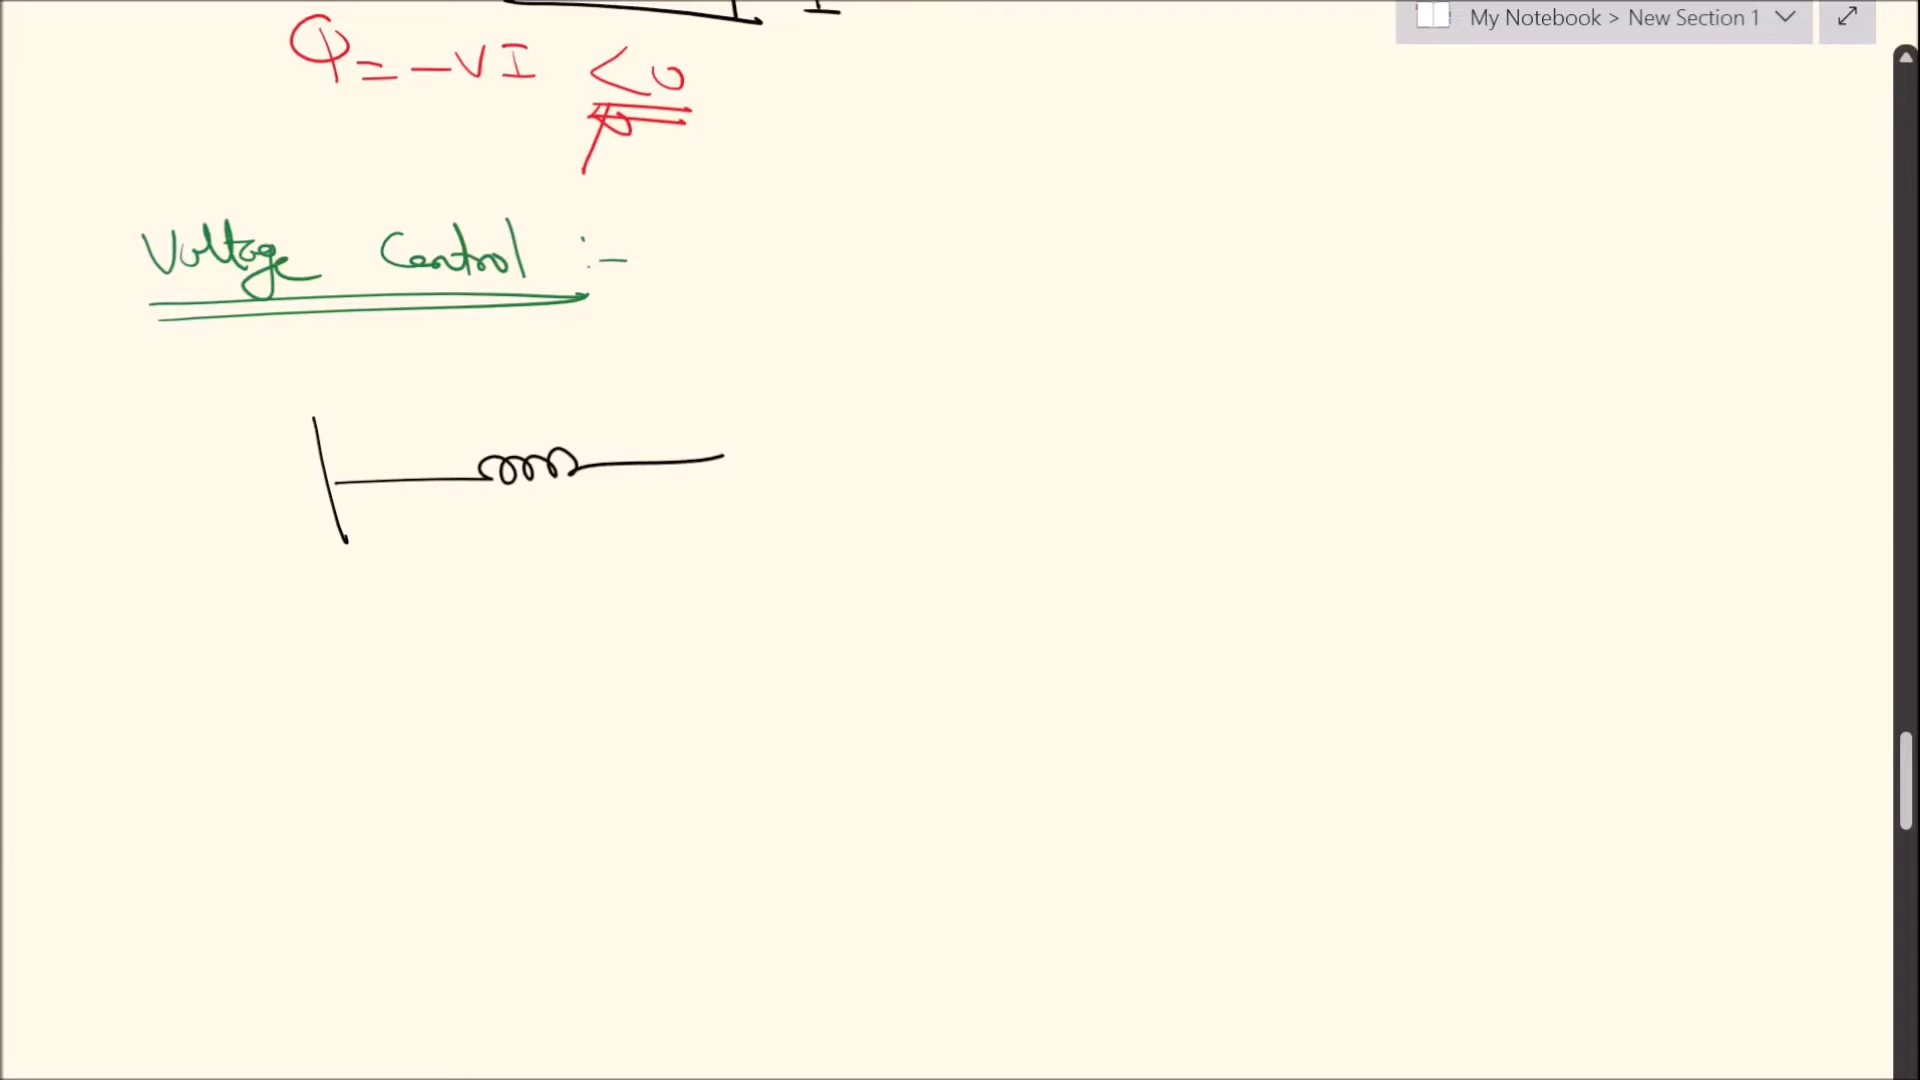 My Notebook > New Section 1
I
Q = -VI < 0
Voltage Control :-